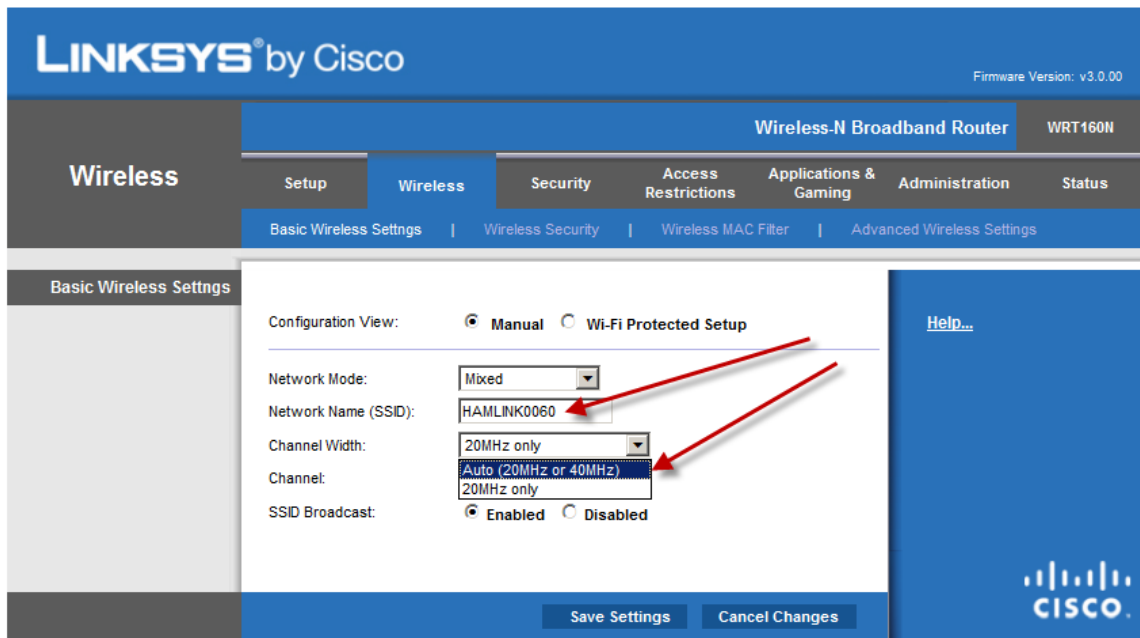 LINKSYS® by Cisco
Firmware Version: v3.0.00
Wireless-N Broadband Router WRT160N
Wireless
Setup Wireless Security Access Restrictions Applications & Gaming Administration Status
Basic Wireless Settngs | Wireless Security | Wireless MAC Filter | Advanced Wireless Settings
Basic Wireless Settngs
Configuration View: Manual Wi-Fi Protected Setup
Help...
Network Mode: Mixed
Network Name (SSID): HAMLINK0060
Channel Width: 20MHz only
Auto (20MHz or 40MHz)
Channel:
20MHz only
SSID Broadcast: Enabled Disabled
Save Settings Cancel Changes
CISCO.